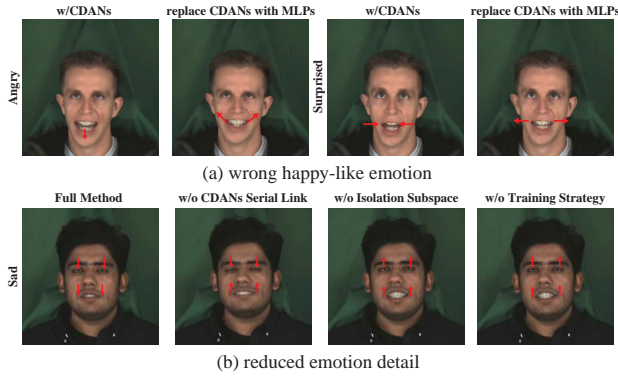 w/CDANs replace CDANs with MLPs w/CDANs replace CDANs with MLPs
Angry
Surprised
(a) wrong happy-like emotion
Full Method w/o CDANs Serial Link w/o Isolation Subspace w/o Training Strategy
Sad
(b) reduced emotion detail